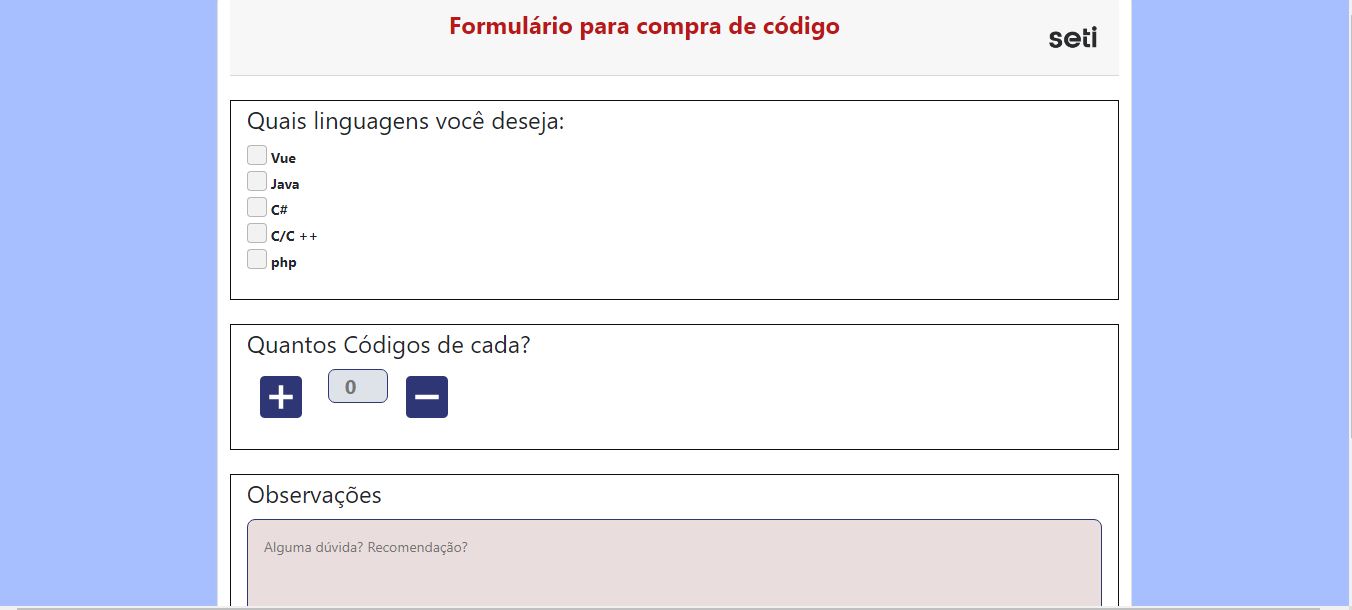 Formulário para compra de código
seti
Quais linguagens você deseja:
Vue
Java
C#
C/C ++
php
Quantos Códigos de cada?
0
Observações
Alguma dúvida? Recomendação?